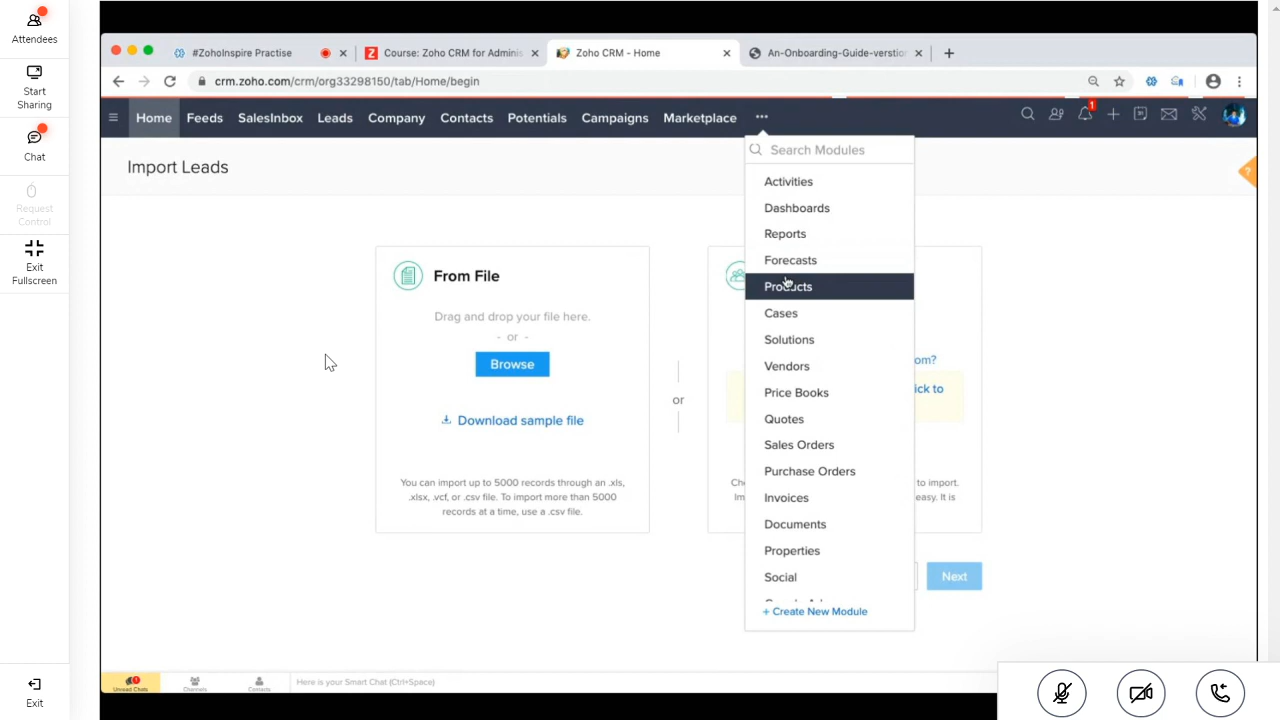 Attendees
Start
Sharing
Chat
Request
Control
Exit
Fullscreen
Exit
#ZohoInspire Practise
Course: Zoho CRM for Adminis
Zoho CRM - Home
An-Onboarding-Guide-verstion
crm.zoho.com/crm/org33298150/tab/Home/begin
Home Feeds SalesInbox Leads Company Contacts Potentials Campaigns Marketplace ••• 1
Import Leads
Search Modules
Activities
Dashboards
Reports
Forecasts
Products
Cases
Solutions
Vendors
Price Books
Quotes
Sales Orders
Purchase Orders
Invoices
Documents
Properties
Social
+ Create New Module
From File
Drag and drop your file here.
- or -
Browse
Download sample file
You can import up to 5000 records through an .xls,
.xlsx, .vcf, or .csv file. To import more than 5000
records at a time, use a .csv file.
or
om?
ick to
to import.
easy. It is
Next
Unread Chats
Channels
Contacts
Here is your Smart Chat (Ctrl+Space)